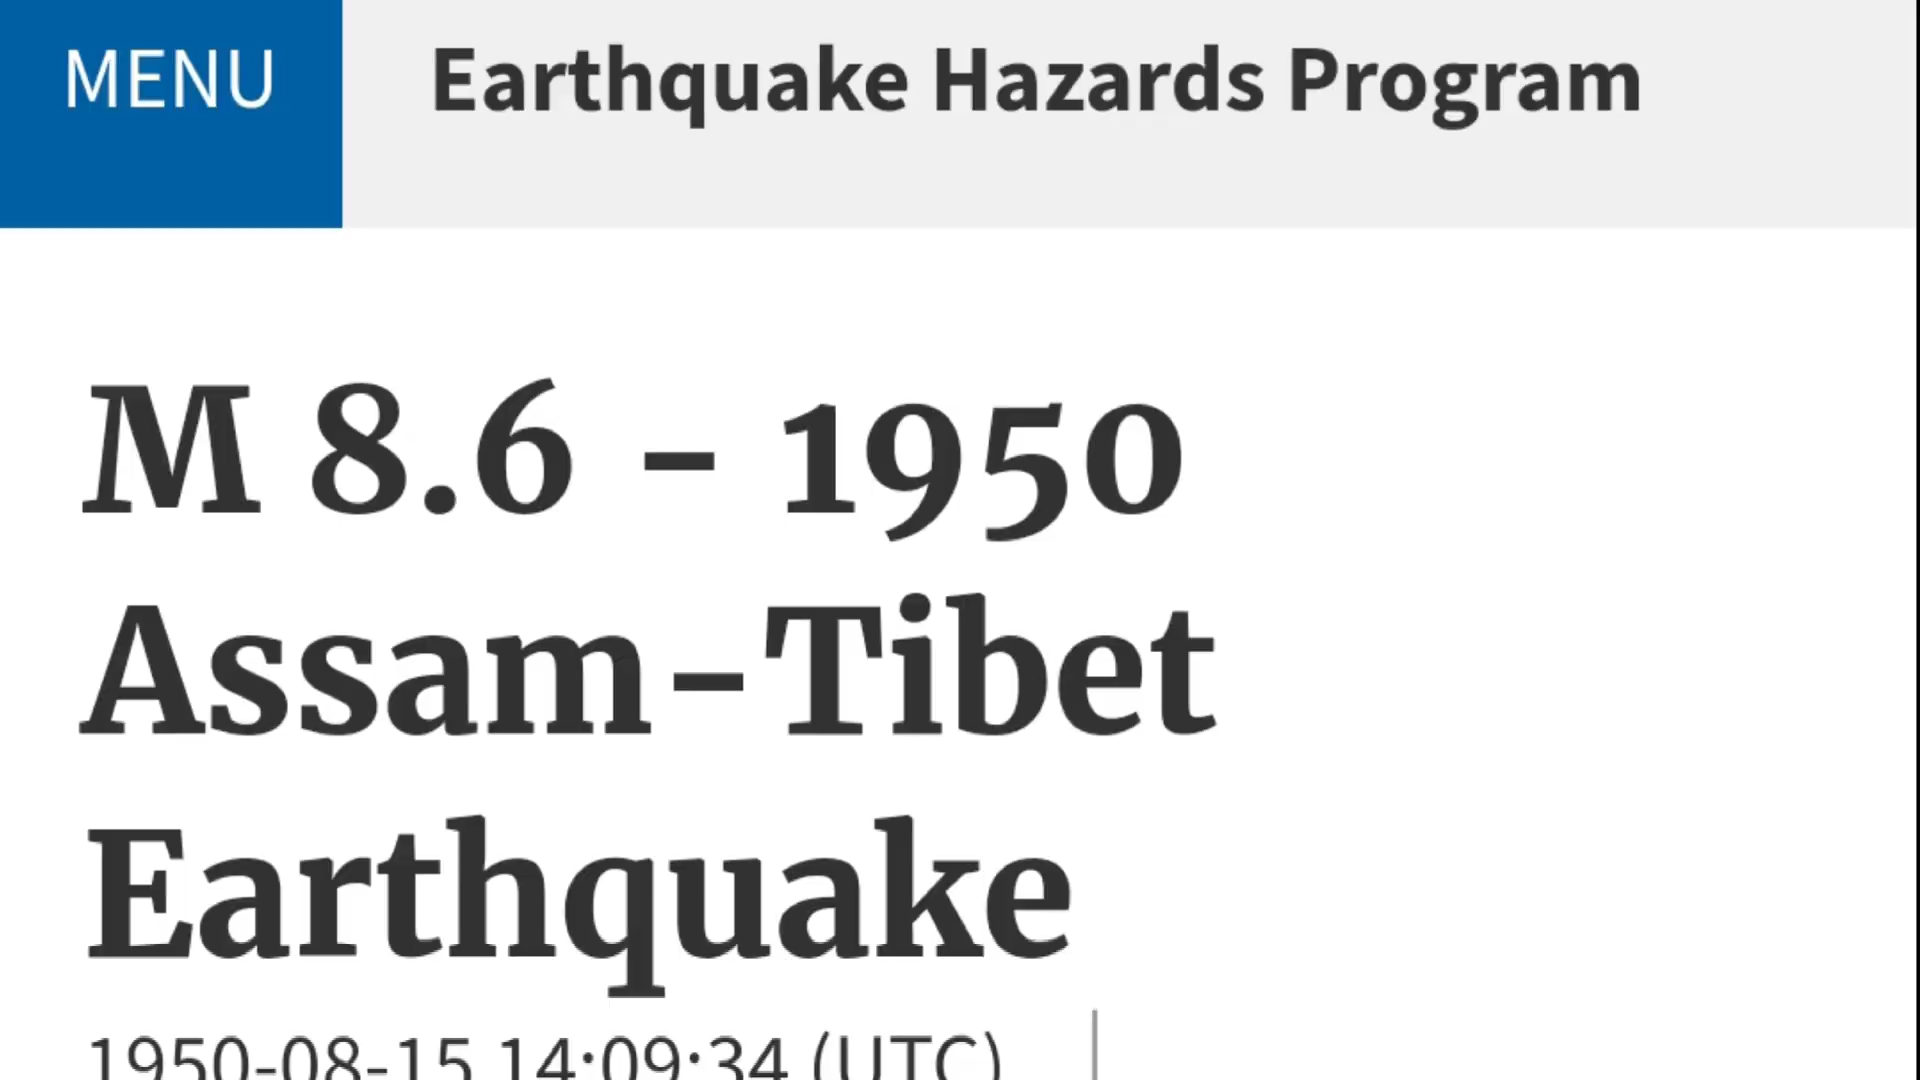 MENU
Earthquake Hazards Program
M 8.6 - 1950
Assam-Tibet
Earthquake
1950-08-15 14:09:34 (UTC)